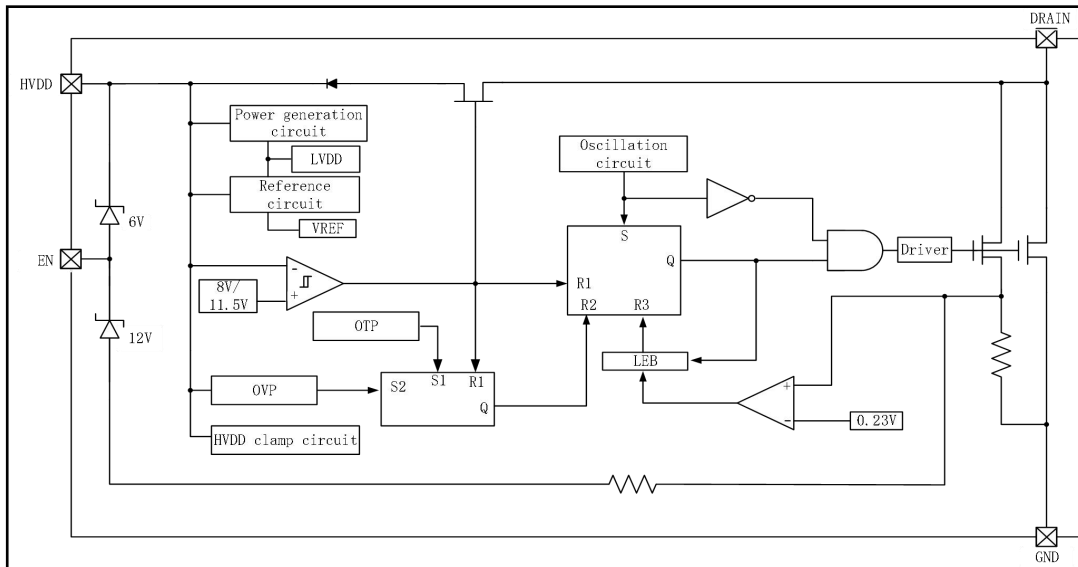 DRAIN
HVDD
Power generation
circuit
Oscillation
circuit
LVDD
Reference
circuit
6V
VREF
S
EN
Driver
Q
-
8V/
11.5V
+
R1
R2
R3
12V
OTP
LEB
S1
R1
OVP
S2
+
Q
-
0.23V
HVDD clamp circuit
GND